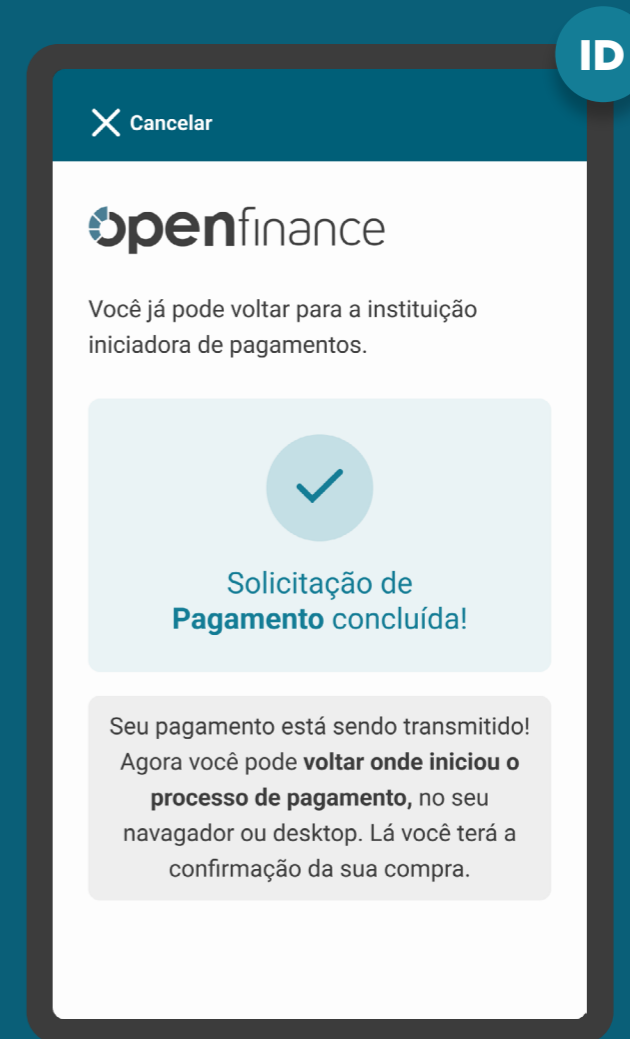 ID
Cancelar
openfinance
Você já pode voltar para a instituição
iniciadora de pagamentos.
Solicitação de
Pagamento concluída!
Seu pagamento está sendo transmitido!
Agora você pode voltar onde iniciou o
processo de pagamento, no seu
navagador ou desktop. Lá você terá a
confirmação da sua compra.